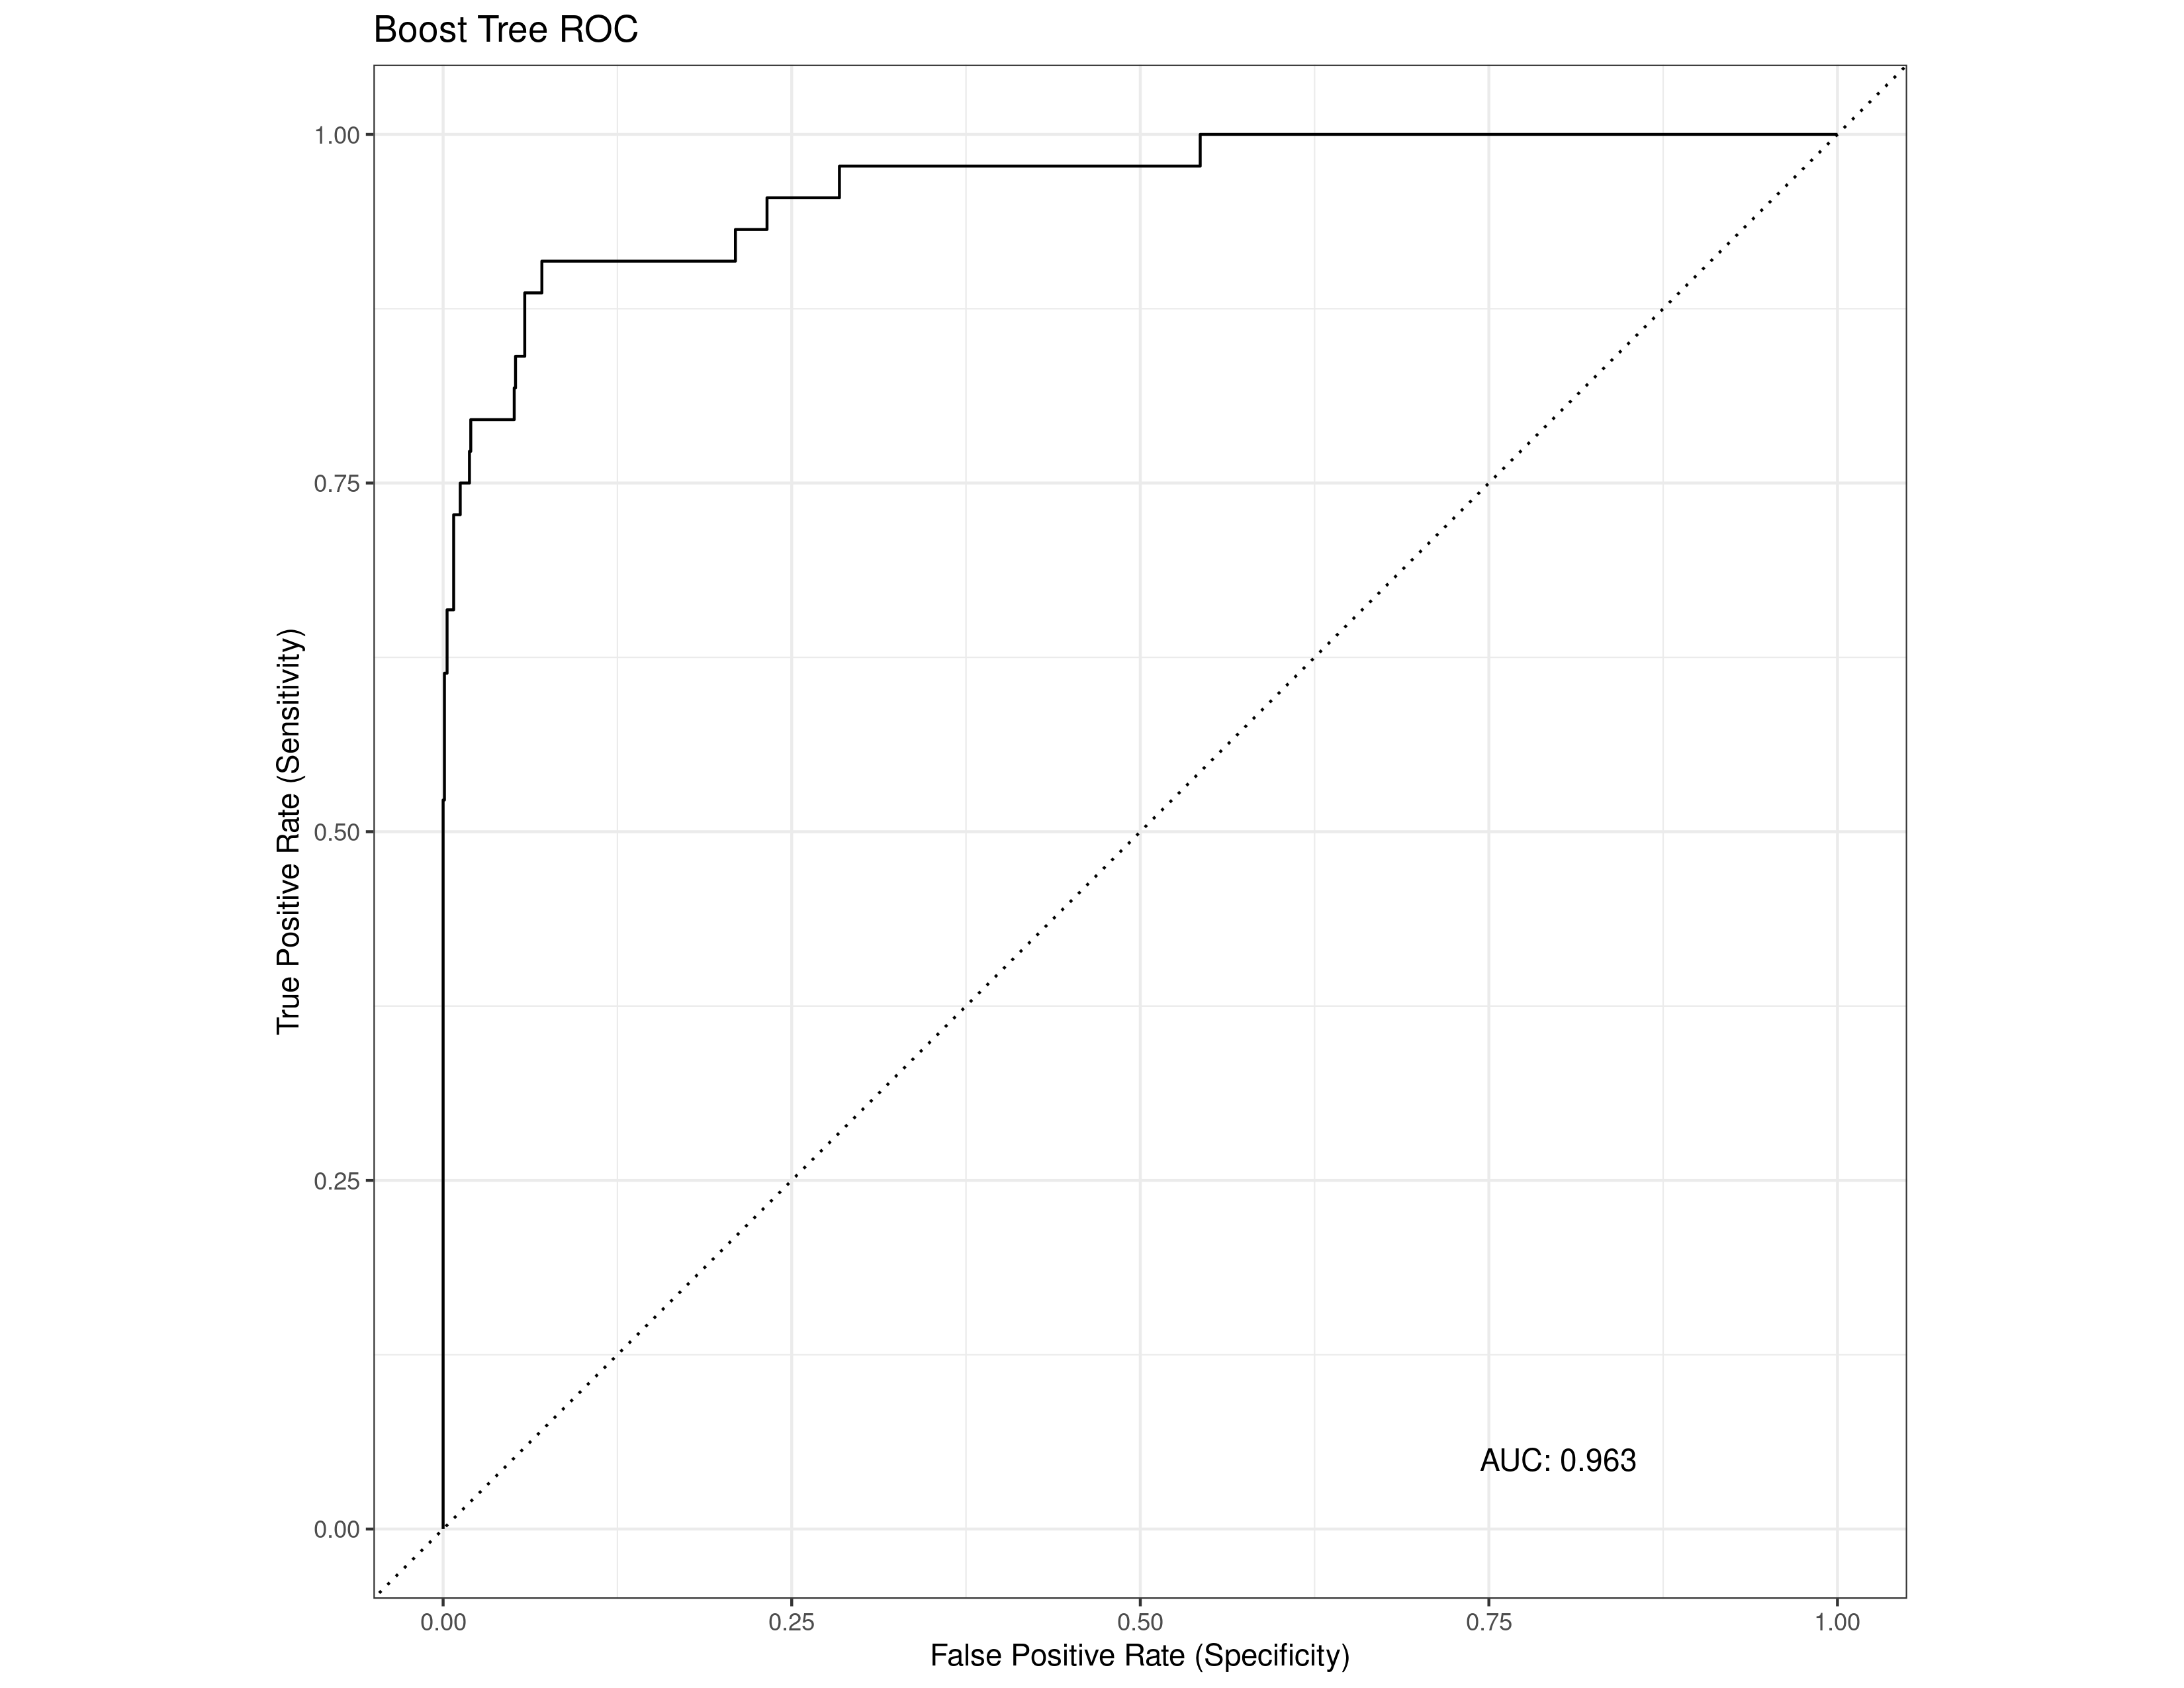 Boost Tree ROC
1.00
0.75
0.50
0.25
0.00
True Positive Rate (Sensitivity)
AUC: 0.963
0.00 0.25 0.50 0.75 1.00
False Positive Rate (Specificity)